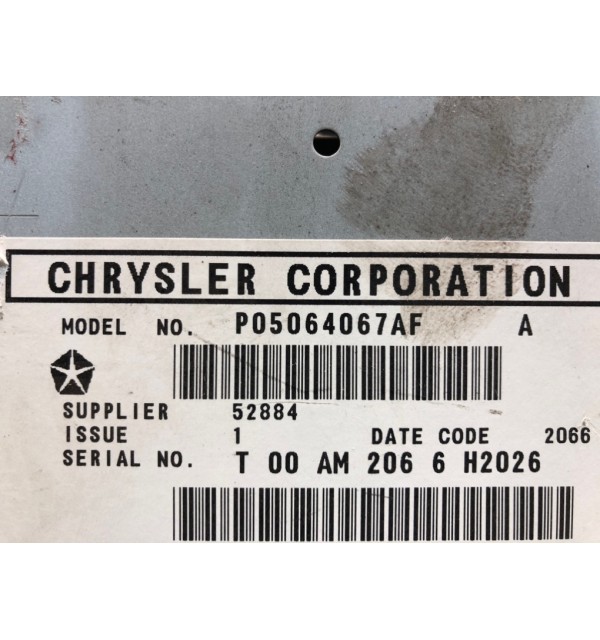 CHRYSLER CORPORATION
MODEL NO. P05064067AF A
SUPPLIER 52884
ISSUE 1 DATE CODE 2066
SERIAL NO. T 00 AM 206 6 H2026